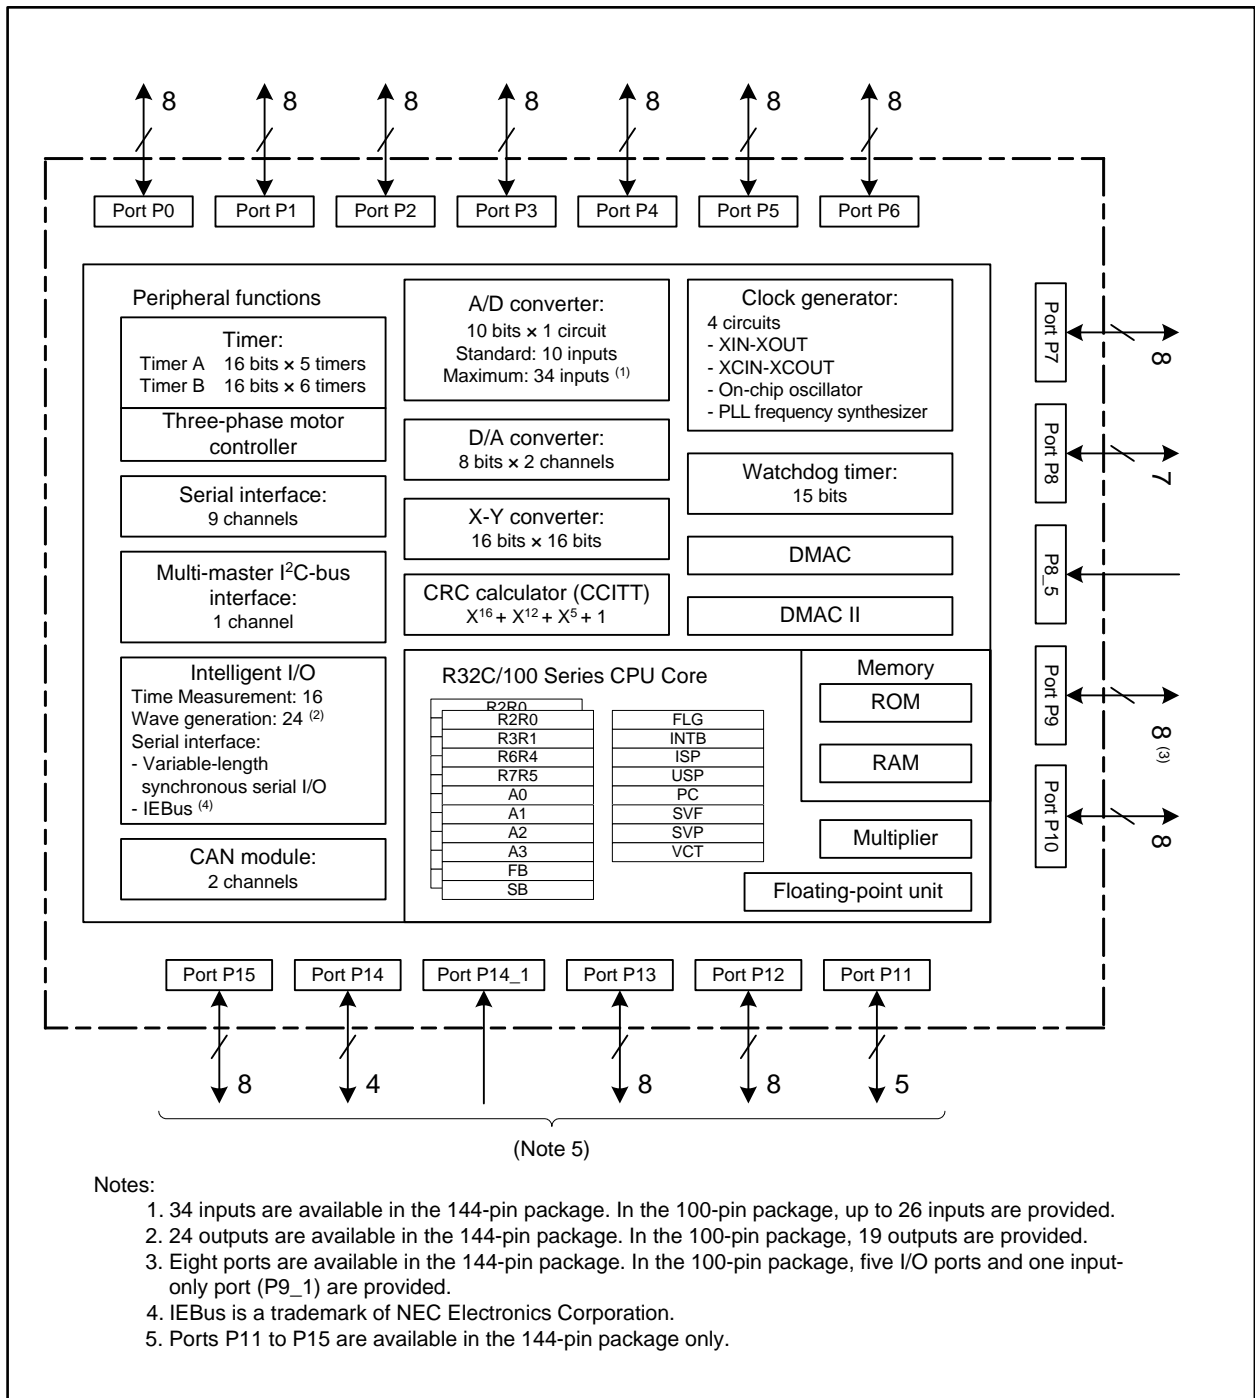 8 8 8 8 8 8 8
Port P0 Port P1 Port P2 Port P3 Port P4 Port P5 Port P6
Peripheral functions
Timer:
Timer A 16 bits × 5 timers
Timer B 16 bits × 6 timers
Three-phase motor
controller
Serial interface:
9 channels
Multi-master I²C-bus
interface:
1 channel
Intelligent I/O
Time Measurement: 16
Wave generation: 24 (2)
Serial interface:
- Variable-length
synchronous serial I/O
- IEBus (4)
CAN module:
2 channels
A/D converter:
10 bits × 1 circuit
Standard: 10 inputs
Maximum: 34 inputs (1)
D/A converter:
8 bits × 2 channels
X-Y converter:
16 bits × 16 bits
CRC calculator (CCITT)
X¹⁶ + X¹² + X⁵ + 1
Clock generator:
4 circuits
- XIN-XOUT
- XCIN-XCOUT
- On-chip oscillator
- PLL frequency synthesizer
Watchdog timer:
15 bits
DMAC
DMAC II
R32C/100 Series CPU Core
R2R0
R2R0
R3R1
R6R4
R7R5
A0
A1
A2
A3
FB
SB
FLG
INTB
ISP
USP
PC
SVF
SVP
VCT
Memory
ROM
RAM
Multiplier
Floating-point unit
Port P7
8
Port P8
7
P8_5
Port P9
8 (3)
Port P10
8
Port P15 Port P14 Port P14_1 Port P13 Port P12 Port P11
8 4 8 8 5
(Note 5)
Notes:
1. 34 inputs are available in the 144-pin package. In the 100-pin package, up to 26 inputs are provided.
2. 24 outputs are available in the 144-pin package. In the 100-pin package, 19 outputs are provided.
3. Eight ports are available in the 144-pin package. In the 100-pin package, five I/O ports and one input-
only port (P9_1) are provided.
4. IEBus is a trademark of NEC Electronics Corporation.
5. Ports P11 to P15 are available in the 144-pin package only.